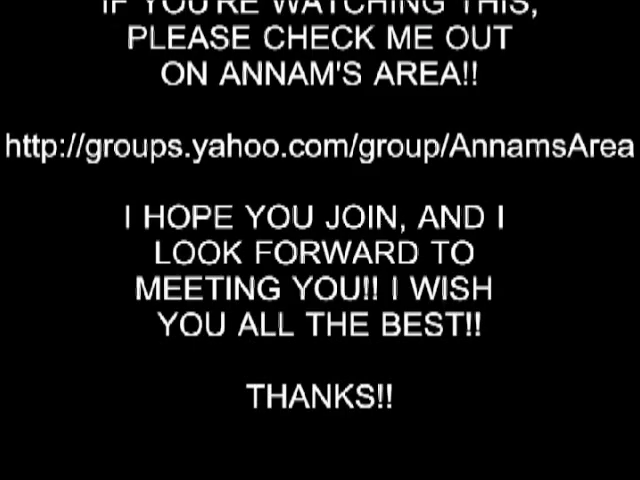 IF YOU'RE WATCHING THIS,
PLEASE CHECK ME OUT
ON ANNAM'S AREA!!
http://groups.yahoo.com/group/AnnamsArea
I HOPE YOU JOIN, AND I
LOOK FORWARD TO
MEETING YOU!! I WISH
YOU ALL THE BEST!!
THANKS!!